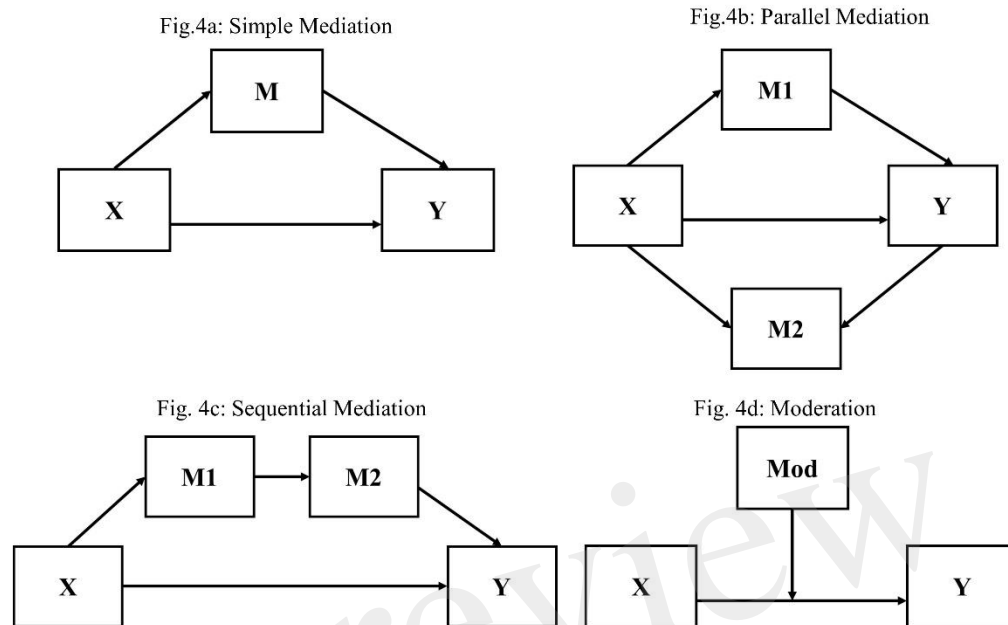 Fig.4a: Simple Mediation
M
X
Y
Fig.4b: Parallel Mediation
M1
X
Y
M2
Fig. 4c: Sequential Mediation
M1
M2
X
Y
Fig. 4d: Moderation
Mod
X
Y
review